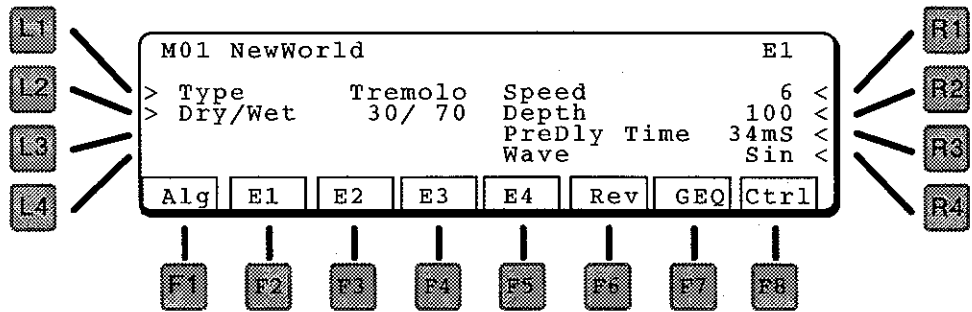 L1
R1
M01 NewWorld E1
L2
R2
> Type Tremolo Speed 6 <
> Dry/Wet 30/ 70 Depth 100 <
PreDly Time 34mS <
Wave Sin <
L3
R3
L4
R4
Alg E1 E2 E3 E4 Rev GEQ Ctrl
F1 F2 F3 F4 F5 F6 F7 F8